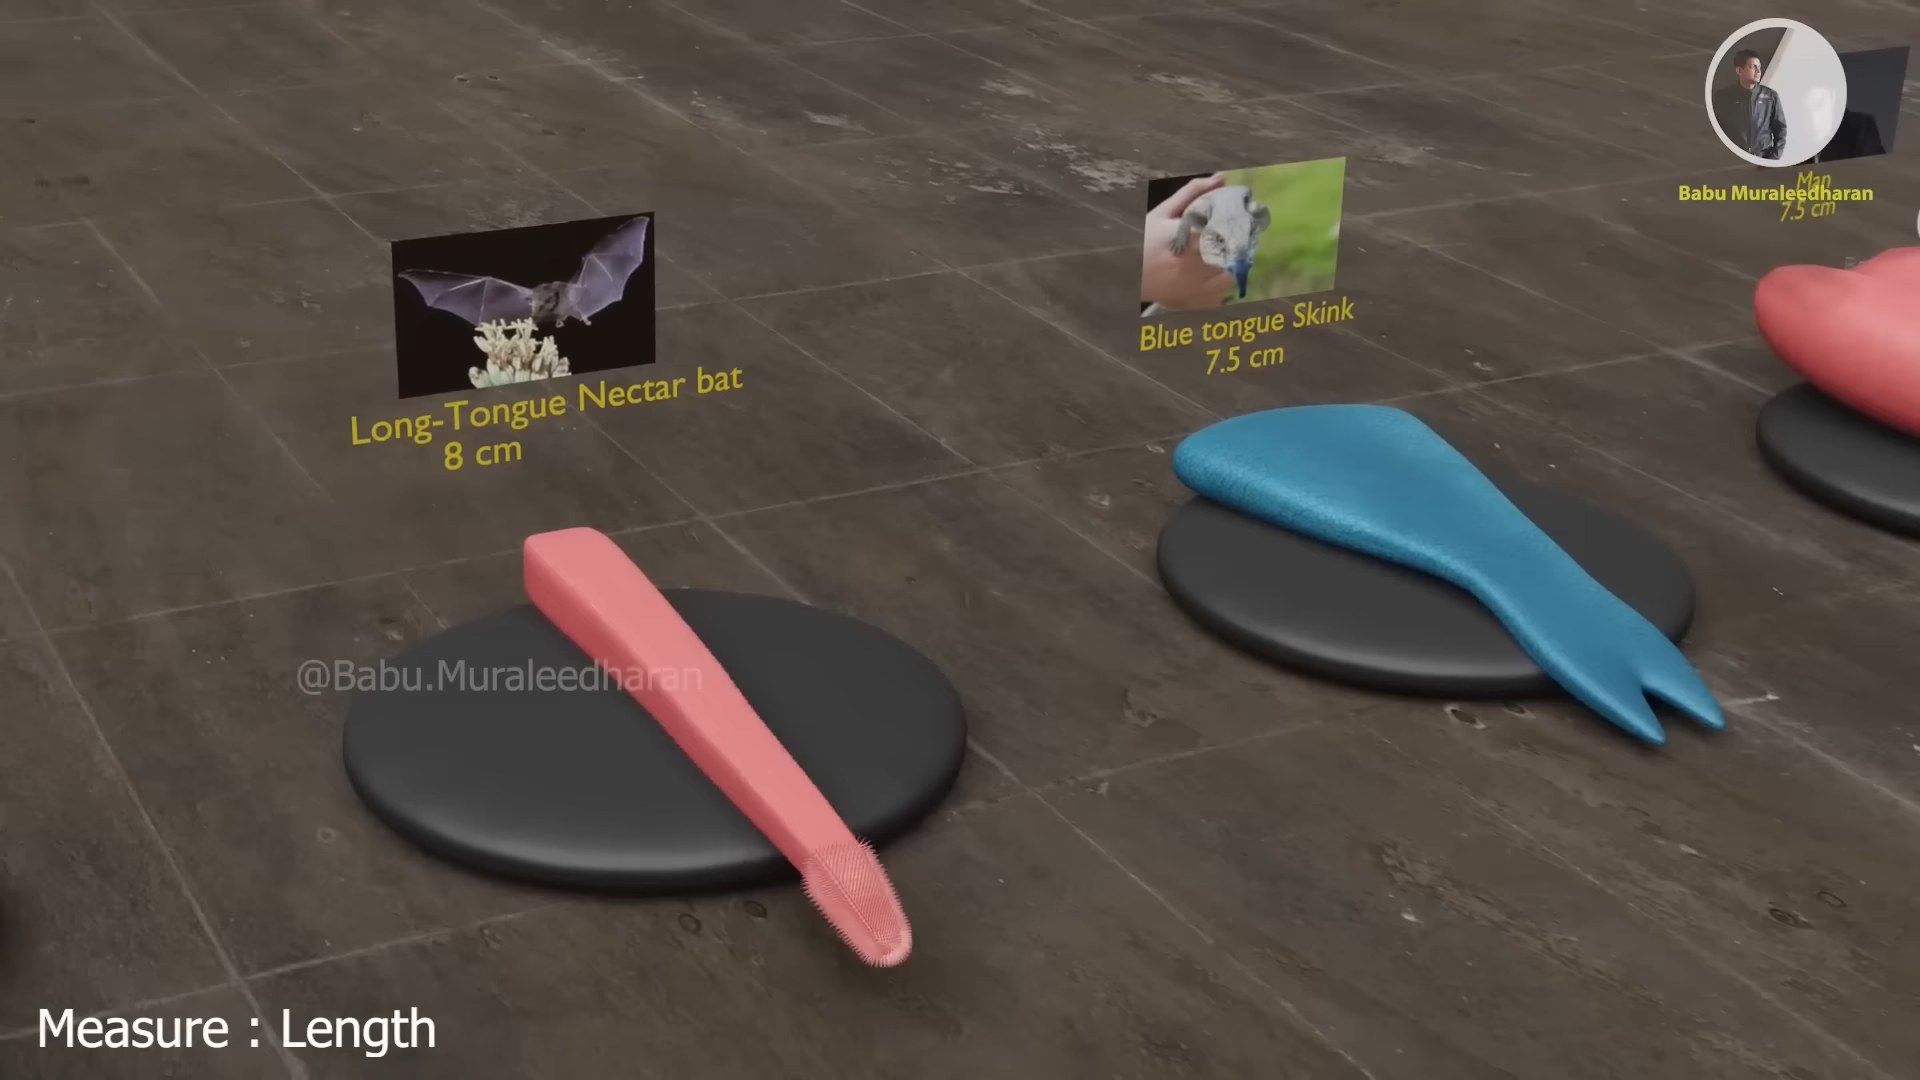 Babu Muraleedharan
Man
7.5 cm
Blue tongue Skink
7.5 cm
Long-Tongue Nectar bat
8 cm
@Babu.Muraleedharan
Measure : Length